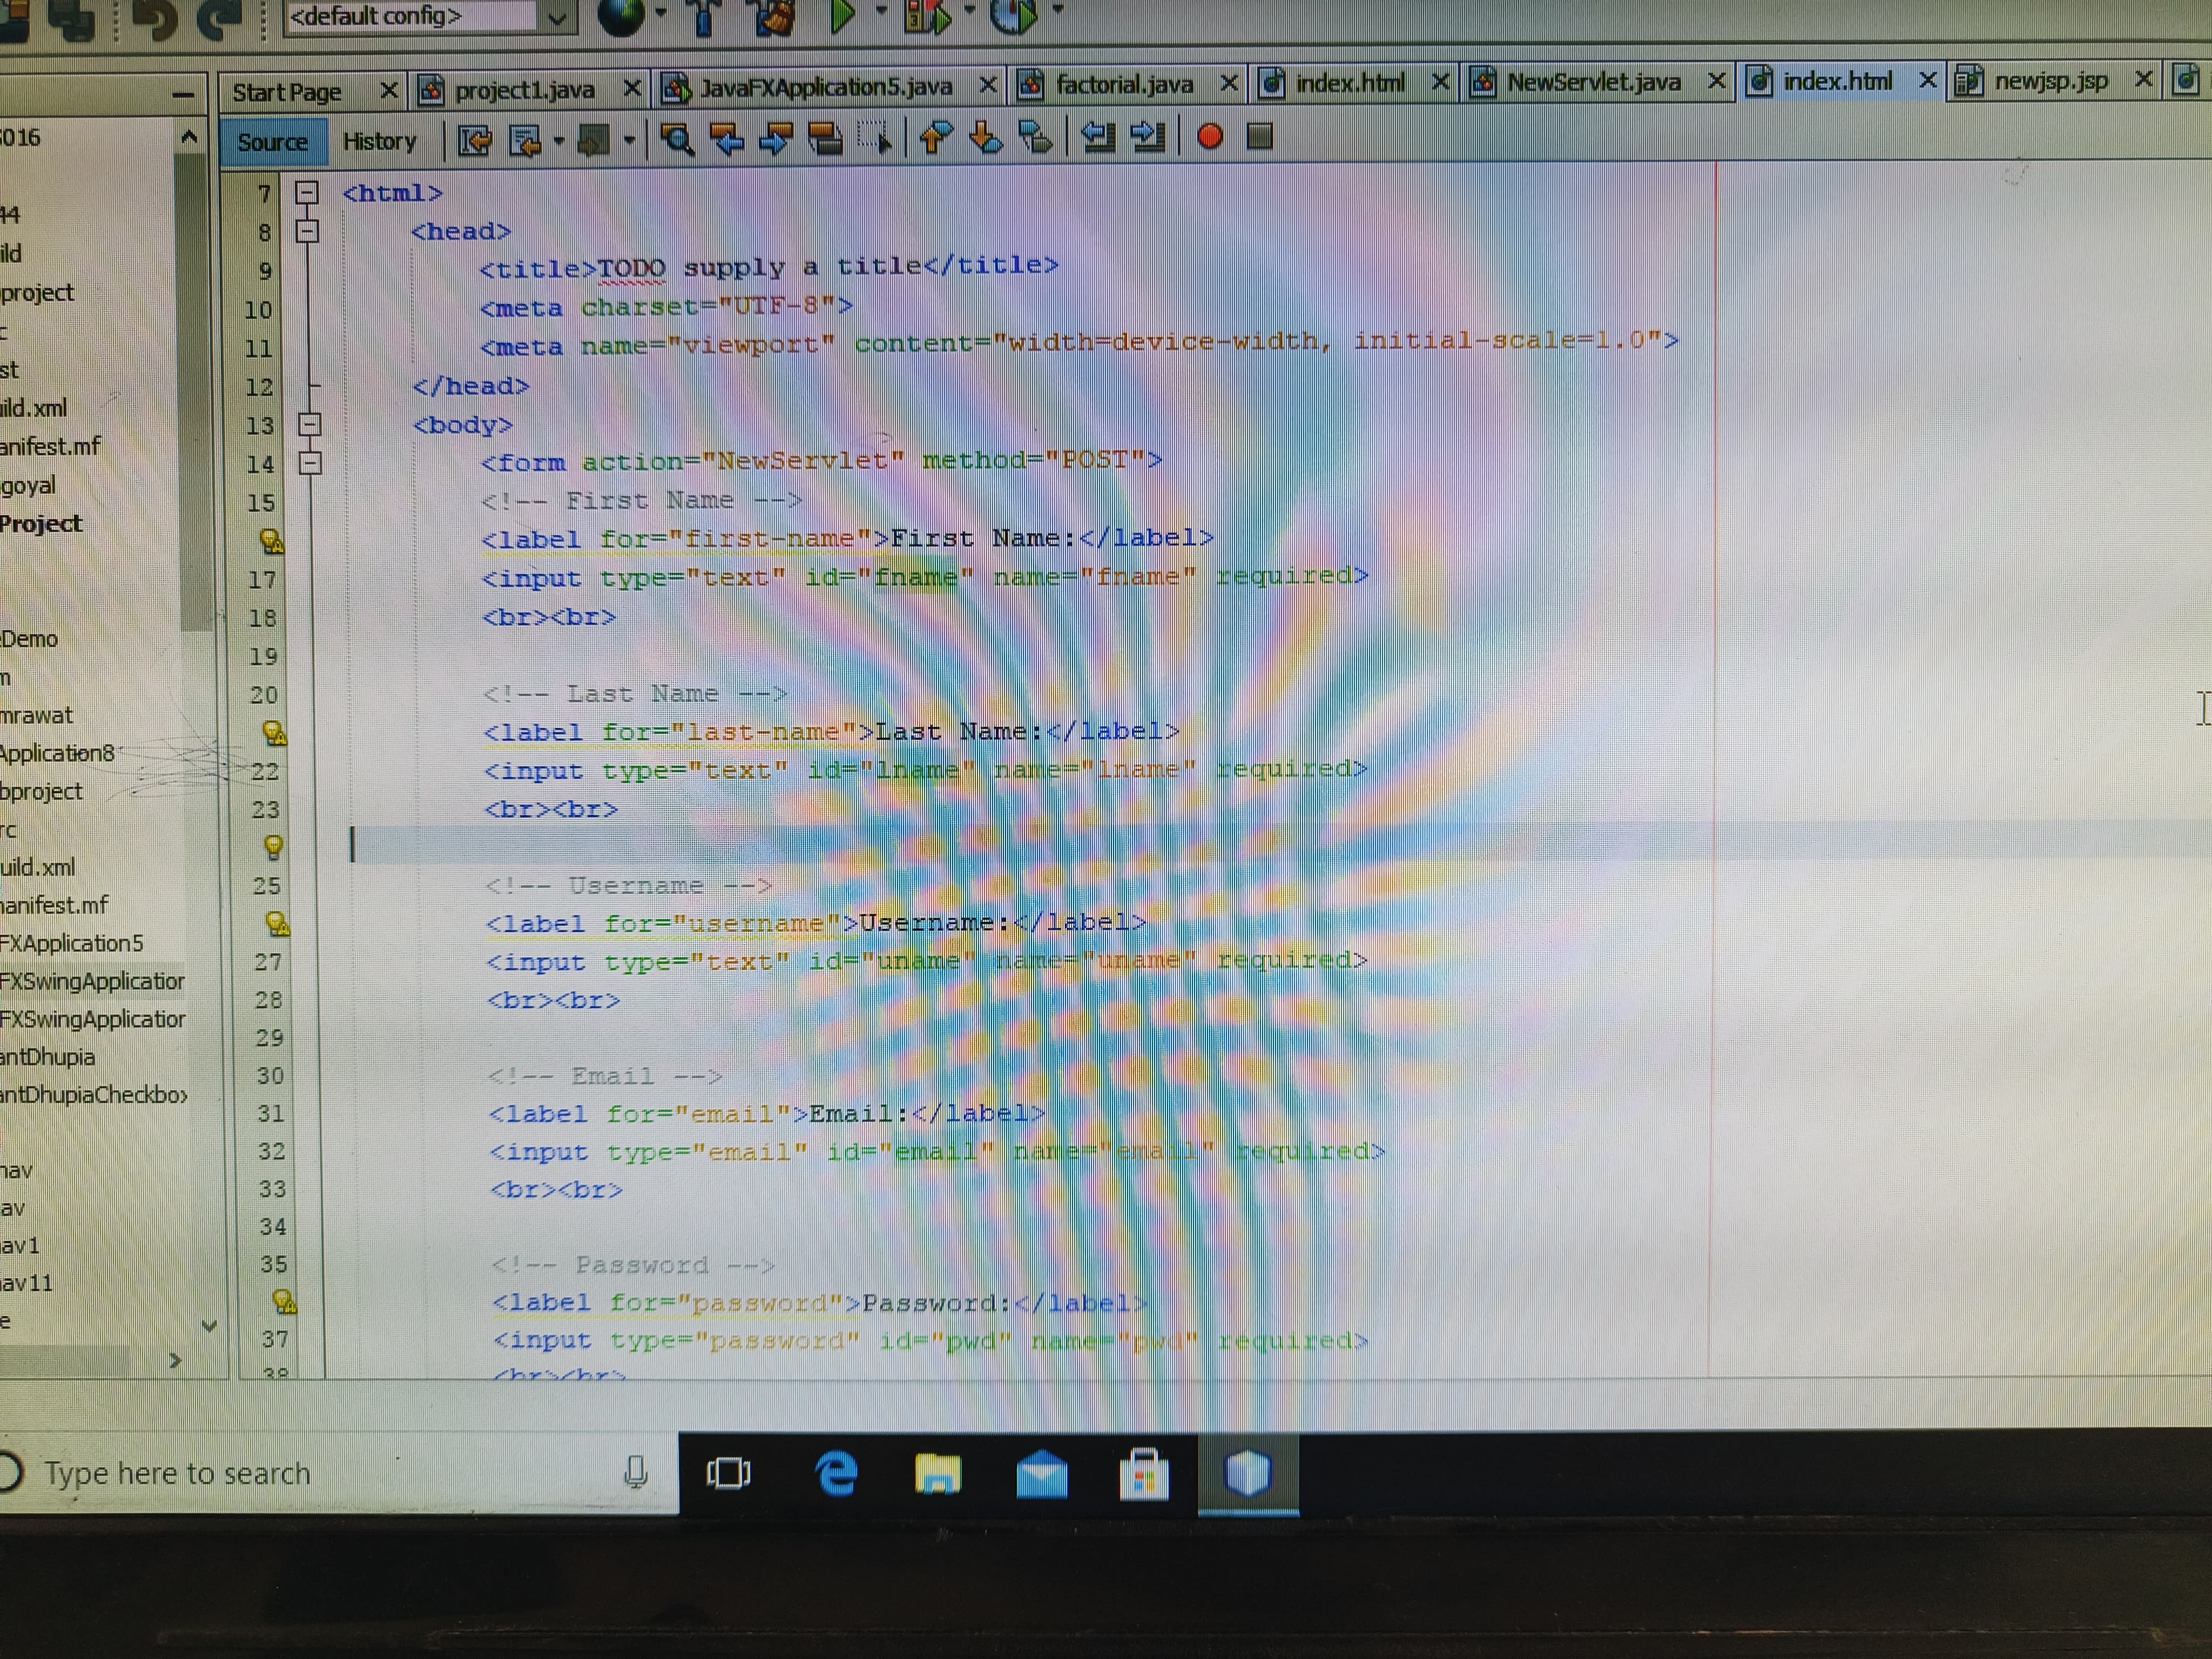 <default config>
Start Page project1.java JavaFXApplication5.java factorial.java index.html NewServlet.java index.html newjsp.jsp
Source History
5016
44
ild
project
c
st
uild.xml
anifest.mf
goyal
Project
Demo
m
mrawat
Application8
bproject
rc
uild.xml
manifest.mf
FXApplication5
FXSwingApplication
FXSwingApplication
antDhupia
antDhupiaCheckbox
nav
av
av1
av11
e
7 <html>
8 <head>
9 <title>TODO supply a title</title>
10 <meta charset="UTF-8">
11 <meta name="viewport" content="width=device-width, initial-scale=1.0">
12 </head>
13 <body>
14 <form action="NewServlet" method="POST">
15 <!-- First Name -->
<label for="first-name">First Name:</label>
17 <input type="text" id="fname" name="fname" required>
18 <br><br>
19
20 <!-- Last Name -->
<label for="last-name">Last Name:</label>
22 <input type="text" id="lname" name="lname" required>
23 <br><br>
25 <!-- Username -->
<label for="username">Username:</label>
27 <input type="text" id="uname" name="uname" required>
28 <br><br>
29
30 <!-- Email -->
31 <label for="email">Email:</label>
32 <input type="email" id="email" name="email" required>
33 <br><br>
34
35 <!-- Password -->
<label for="password">Password:</label>
37 <input type="password" id="pwd" name="pwd" required>
38 <br><br>
Type here to search